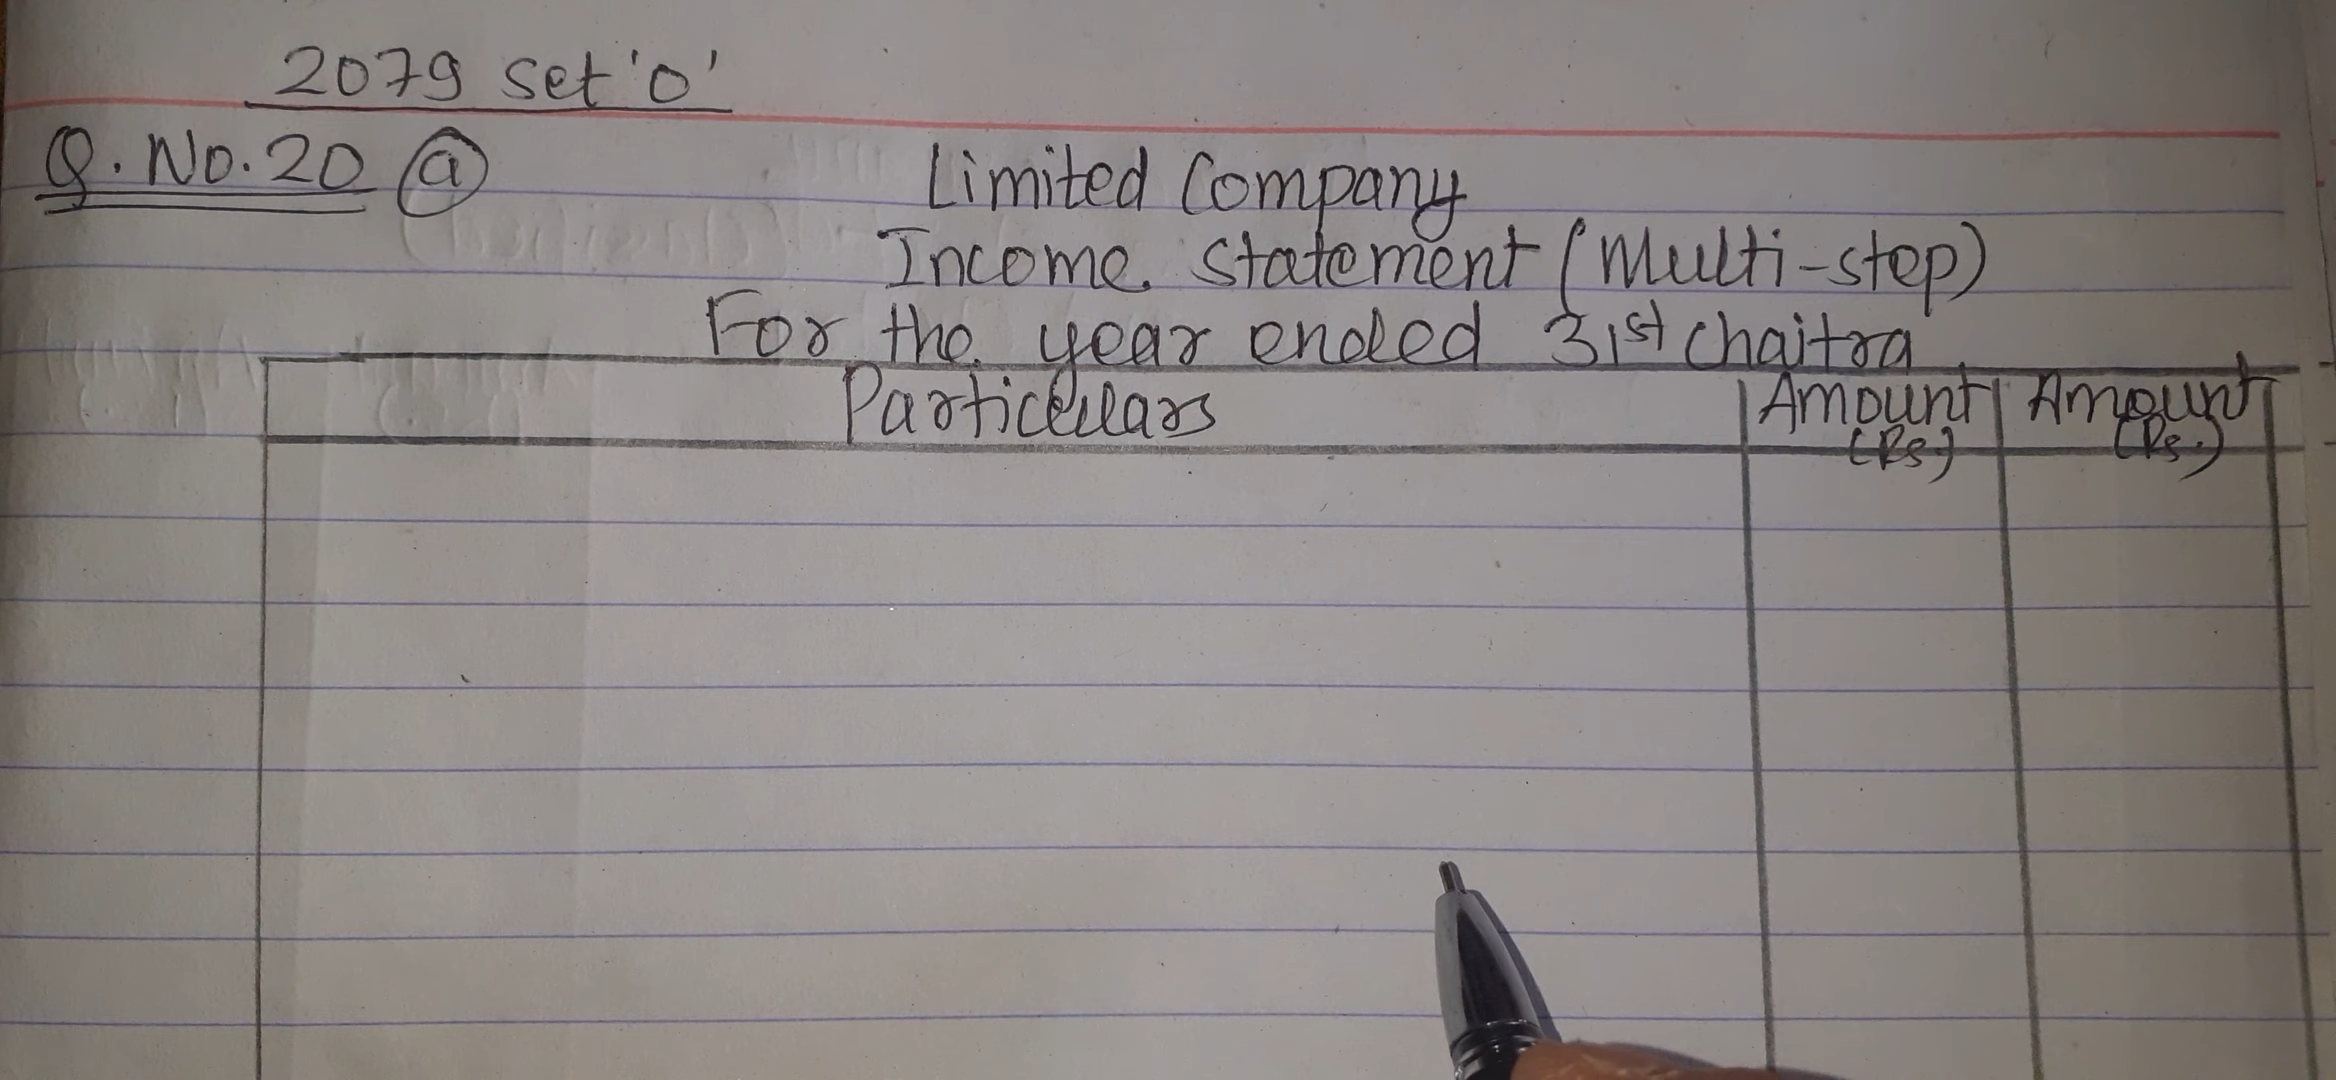 2079 set 'o'
Q. No. 20 (a)
Limited Company
Income Statement (Multi-step)
For the year ended 31st chaitra
Particulars Amount (Rs) Amount (Rs.)